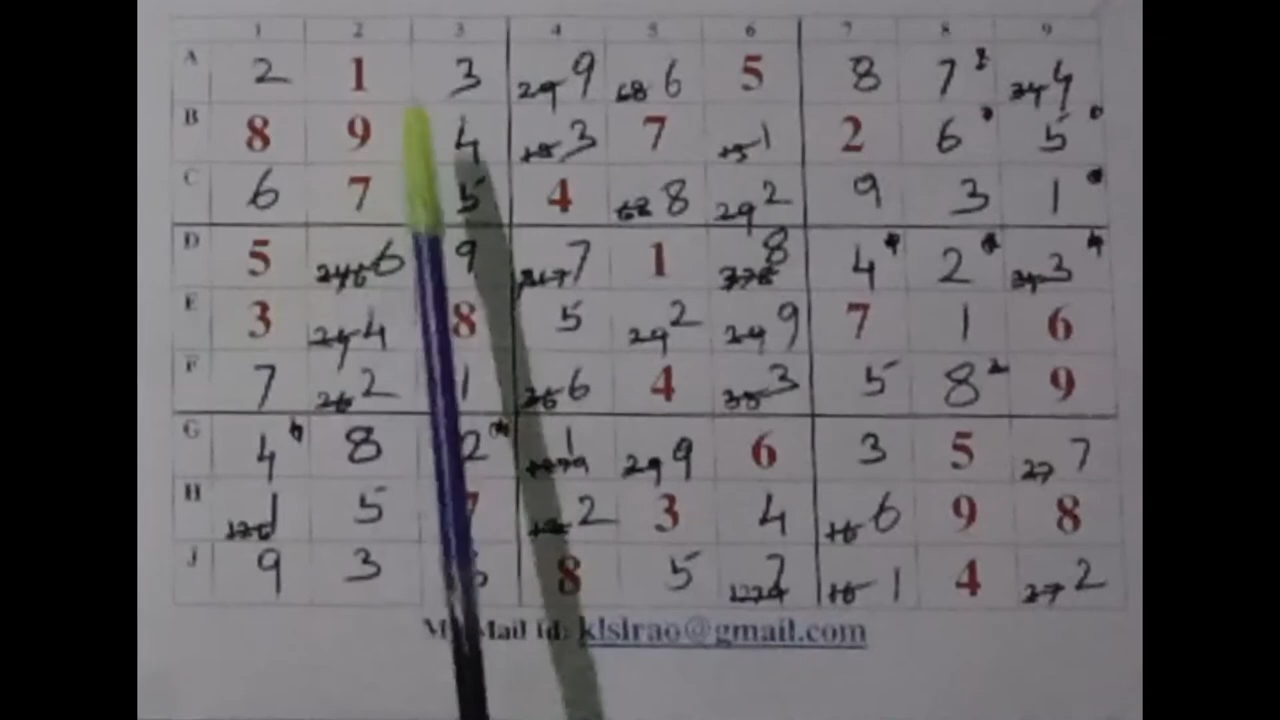 1 2 3 4 5 6 7 8 9
A 2 1 3 9 6 5 8 7 4
B 8 9 4 3 7 1 2 6 5
C 6 7 5 4 8 2 9 3 1
D 5 6 9 7 1 8 4 2 3
E 3 4 8 5 2 9 7 1 6
F 7 2 1 6 4 3 5 8 9
G 4 8 2 1 9 6 3 5 7
H 1 5 7 2 3 4 6 9 8
J 9 3 8 5 7 1 4 2
Mail id: klslrao@gmail.com